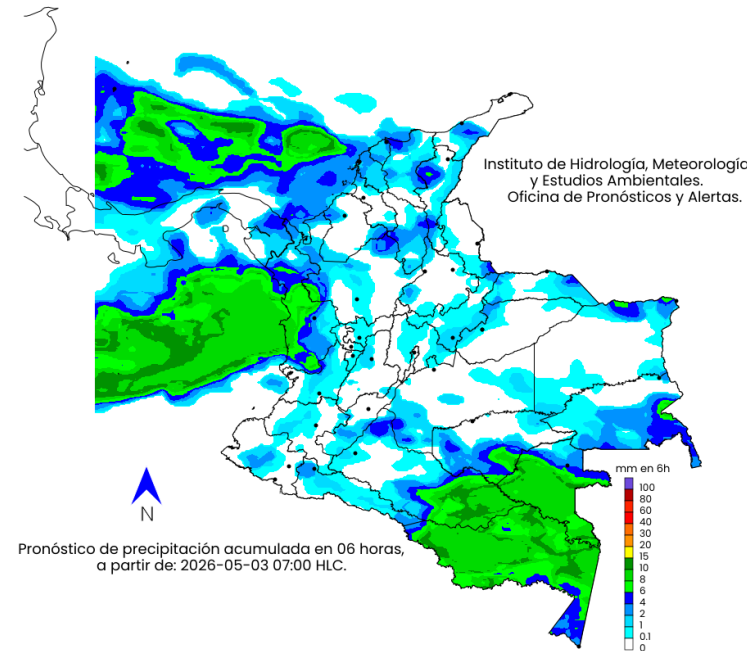 Instituto de Hidrología, Meteorología
y Estudios Ambientales.
Oficina de Pronósticos y Alertas.
mm en 6h
100
80
60
40
30
20
15
10
8
6
4
2
1
0.1
0
N
Pronóstico de precipitación acumulada en 06 horas,
a partir de: 2026-05-03 07:00 HLC.